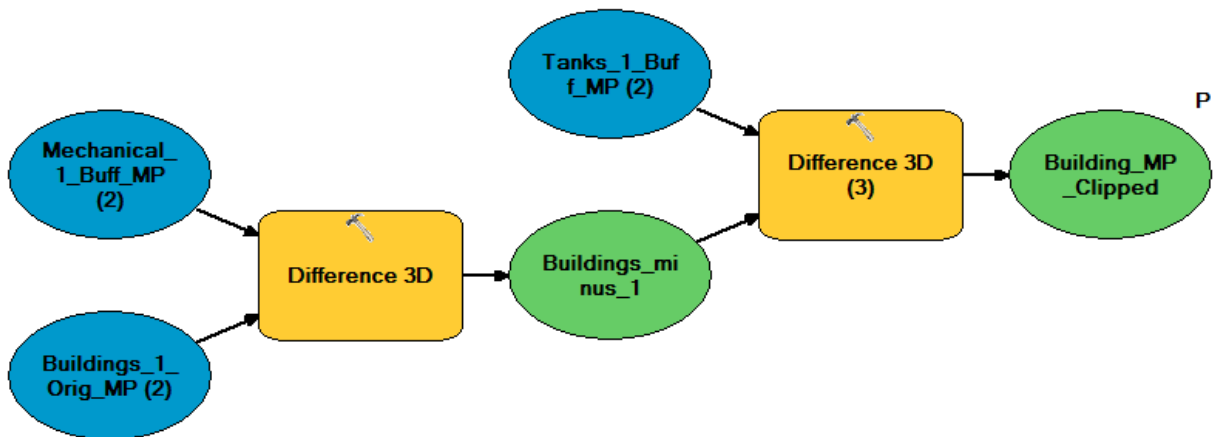 Tanks_1_Buf
f_MP (2)
P
Mechanical_
1_Buff_MP
(2)
Difference 3D
(3)
Building_MP
_Clipped
Difference 3D
Buildings_mi
nus_1
Buildings_1_
Orig_MP (2)